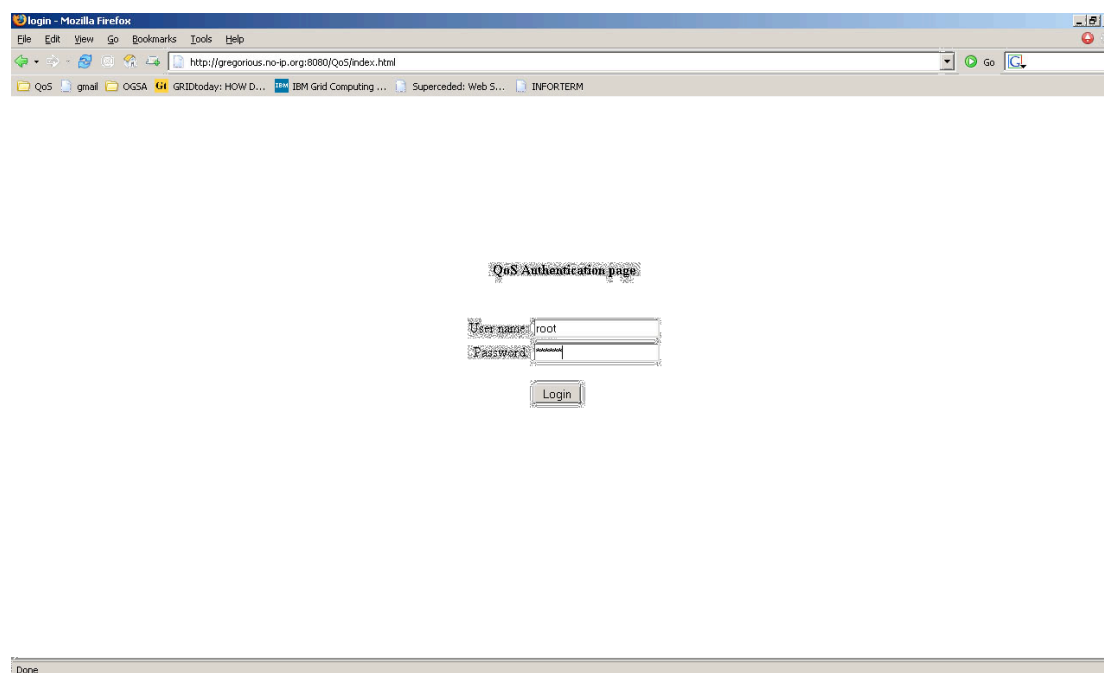 login - Mozilla Firefox
File Edit View Go Bookmarks Tools Help
http://gregorious.no-ip.org:8080/QoS/index.html Go G
QoS gmail OGSA Gt GRIDtoday: HOW D... IBM IBM Grid Computing ... Superceded: Web S... INFORTERM
QoS Authentication page
User name: root
Password: ******
Login
Done